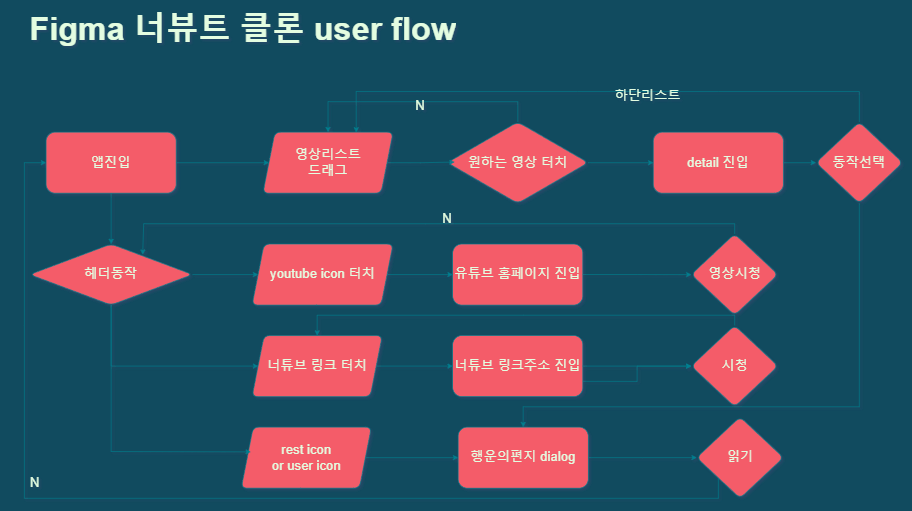 Figma 너뷰트 클론 user flow
하단리스트
N
앱진입
영상리스트
드래그
원하는 영상 터치
detail 진입
동작선택
N
헤더동작
youtube icon 터치
유튜브 홈페이지 진입
영상시청
너튜브 링크 터치
너튜브 링크주소 진입
시청
rest icon
or user icon
행운의편지 dialog
읽기
N